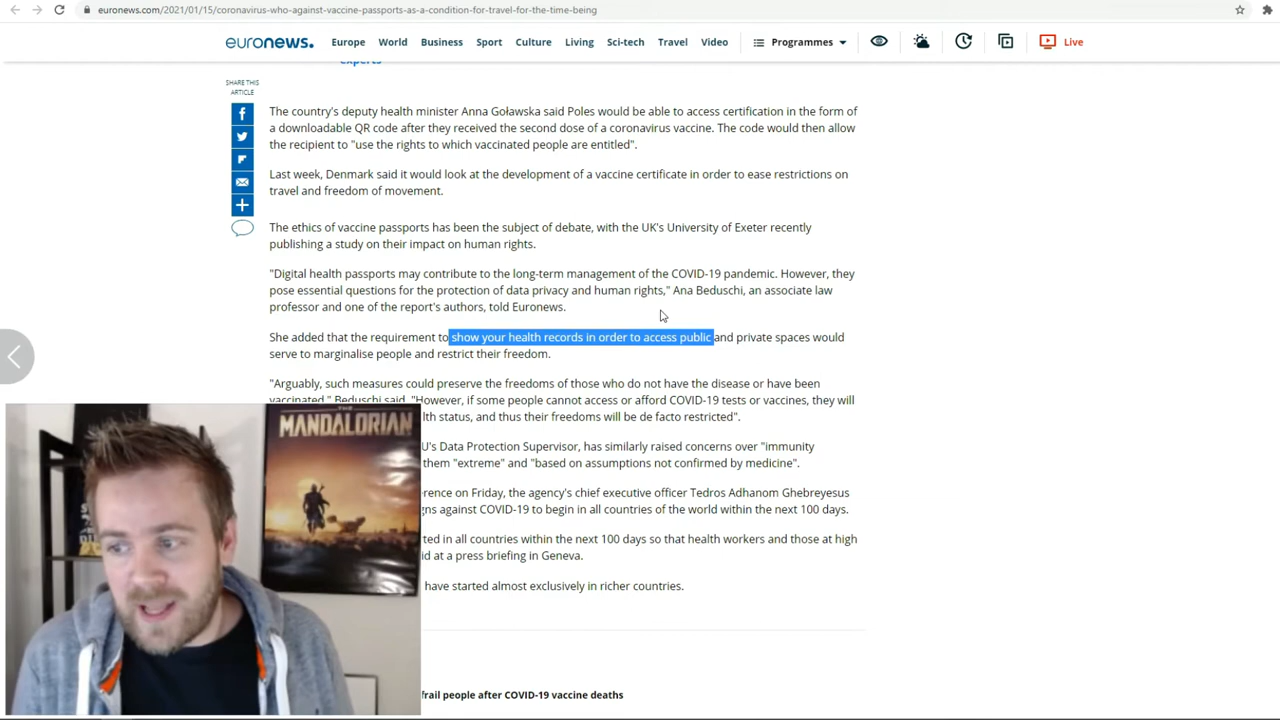 euronews.com/2021/01/15/coronavirus-who-against-vaccine-passports-as-a-condition-for-travel-for-the-time-being
euronews.
Europe
World
Business
Sport
Culture
Living
Sci-tech
Travel
Video
Programmes
Live
experts
SHARE THIS
ARTICLE
The country's deputy health minister Anna Goławska said Poles would be able to access certification in the form of
a downloadable QR code after they received the second dose of a coronavirus vaccine. The code would then allow
the recipient to "use the rights to which vaccinated people are entitled".
Last week, Denmark said it would look at the development of a vaccine certificate in order to ease restrictions on
travel and freedom of movement.
The ethics of vaccine passports has been the subject of debate, with the UK's University of Exeter recently
publishing a study on their impact on human rights.
"Digital health passports may contribute to the long-term management of the COVID-19 pandemic. However, they
pose essential questions for the protection of data privacy and human rights," Ana Beduschi, an associate law
professor and one of the report's authors, told Euronews.
She added that the requirement to show your health records in order to access public and private spaces would
serve to marginalise people and restrict their freedom.
"Arguably, such measures could preserve the freedoms of those who do not have the disease or have been
vaccinated," Beduschi said. "However, if some people cannot access or afford COVID-19 tests or vaccines, they will
lth status, and thus their freedoms will be de facto restricted".
U's Data Protection Supervisor, has similarly raised concerns over "immunity
them "extreme" and "based on assumptions not confirmed by medicine".
rence on Friday, the agency's chief executive officer Tedros Adhanom Ghebreyesus
gns against COVID-19 to begin in all countries of the world within the next 100 days.
ted in all countries within the next 100 days so that health workers and those at high
id at a press briefing in Geneva.
have started almost exclusively in richer countries.
frail people after COVID-19 vaccine deaths
THE
MANDALORIAN